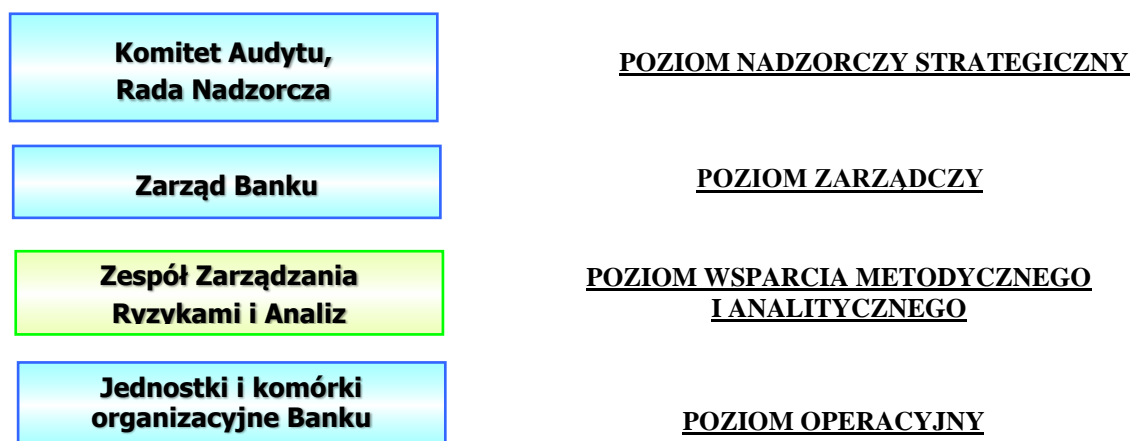 Komitet Audytu,
Rada Nadzorcza
POZIOM NADZORCZY STRATEGICZNY
Zarząd Banku
POZIOM ZARZĄDCZY
Zespół Zarządzania
Ryzykami i Analiz
POZIOM WSPARCIA METODYCZNEGO
I ANALITYCZNEGO
Jednostki i komórki
organizacyjne Banku
POZIOM OPERACYJNY